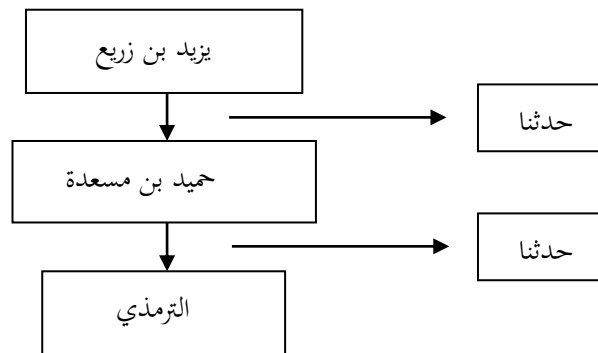 يزيد بن زريع
حدثنا
حميد بن مسعدة
حدثنا
الترمذي